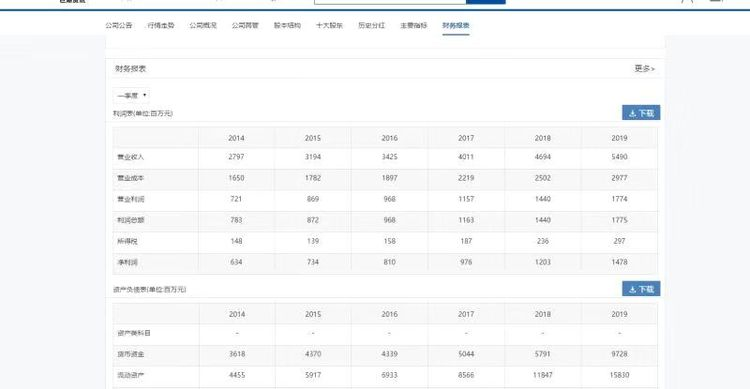 公司公告 行情走势 公司概况 公司高管 股本结构 十大股东 历史分红 主要指标 财务报表
财务报表 更多>
一季度
利润表(单位:百万元) 下载
2014 2015 2016 2017 2018 2019
营业收入 2797 3194 3425 4011 4694 5490
营业成本 1650 1782 1897 2219 2502 2977
营业利润 721 869 968 1157 1440 1774
利润总额 783 872 968 1163 1440 1775
所得税 148 139 158 187 236 297
净利润 634 734 810 976 1203 1478
资产负债表(单位:百万元) 下载
2014 2015 2016 2017 2018 2019
资产类科目 - - - - - -
货币资金 3618 4370 4339 5044 5791 9728
流动资产 4455 5917 6933 8566 11847 15830